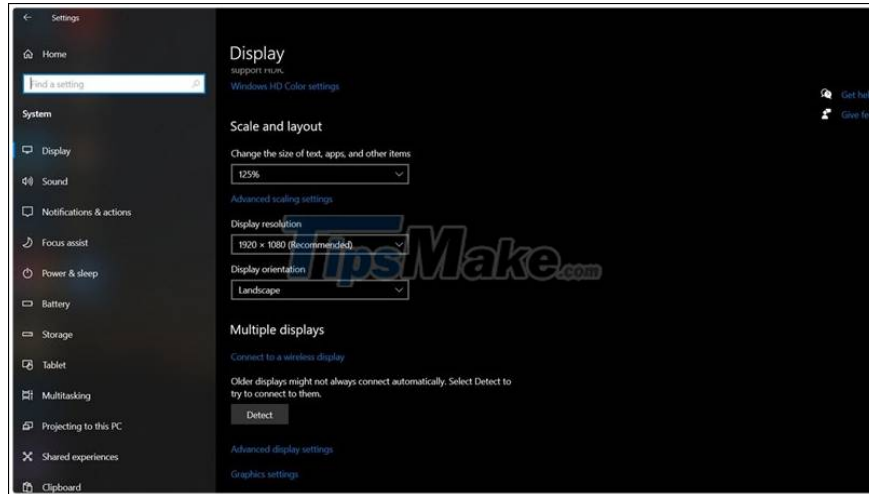 Settings
Home
Find a setting
System
Display
Sound
Notifications & actions
Focus assist
Power & sleep
Battery
Storage
Tablet
Multitasking
Projecting to this PC
Shared experiences
Clipboard
Display
support HDR.
Windows HD Color settings
Scale and layout
Change the size of text, apps, and other items
125%
Advanced scaling settings
Display resolution
1920 × 1080 (Recommended)
Display orientation
Landscape
Multiple displays
Connect to a wireless display
Older displays might not always connect automatically. Select Detect to
try to connect to them.
Detect
Advanced display settings
Graphics settings
Get hel
Give fe
TipsMake.com